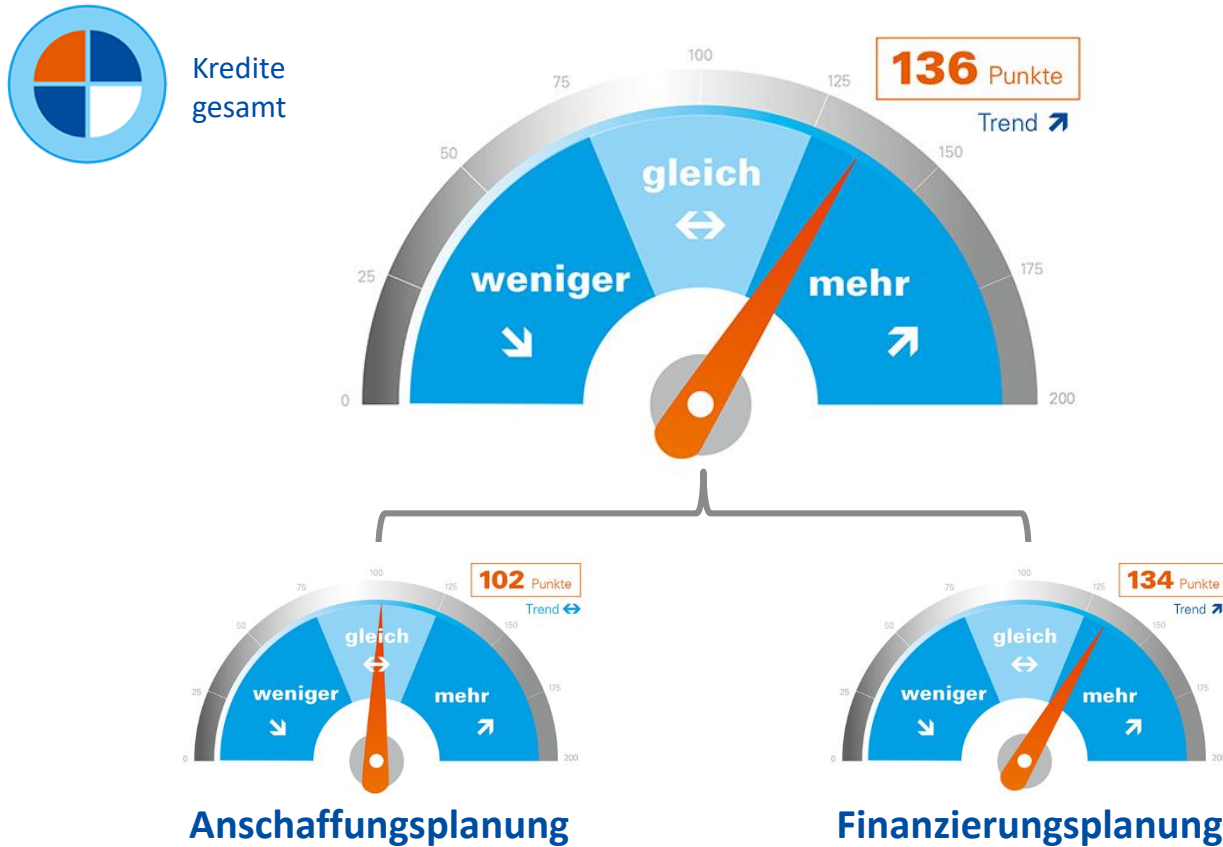 Kredite
gesamt
136 Punkte
Trend
0
25
50
75
100
125
150
175
200
weniger
gleich
mehr
102 Punkte
Trend
0
25
50
75
100
125
150
175
200
weniger
gleich
mehr
Anschaffungsplanung
134 Punkte
Trend
0
25
50
75
100
125
150
175
200
weniger
gleich
mehr
Finanzierungsplanung